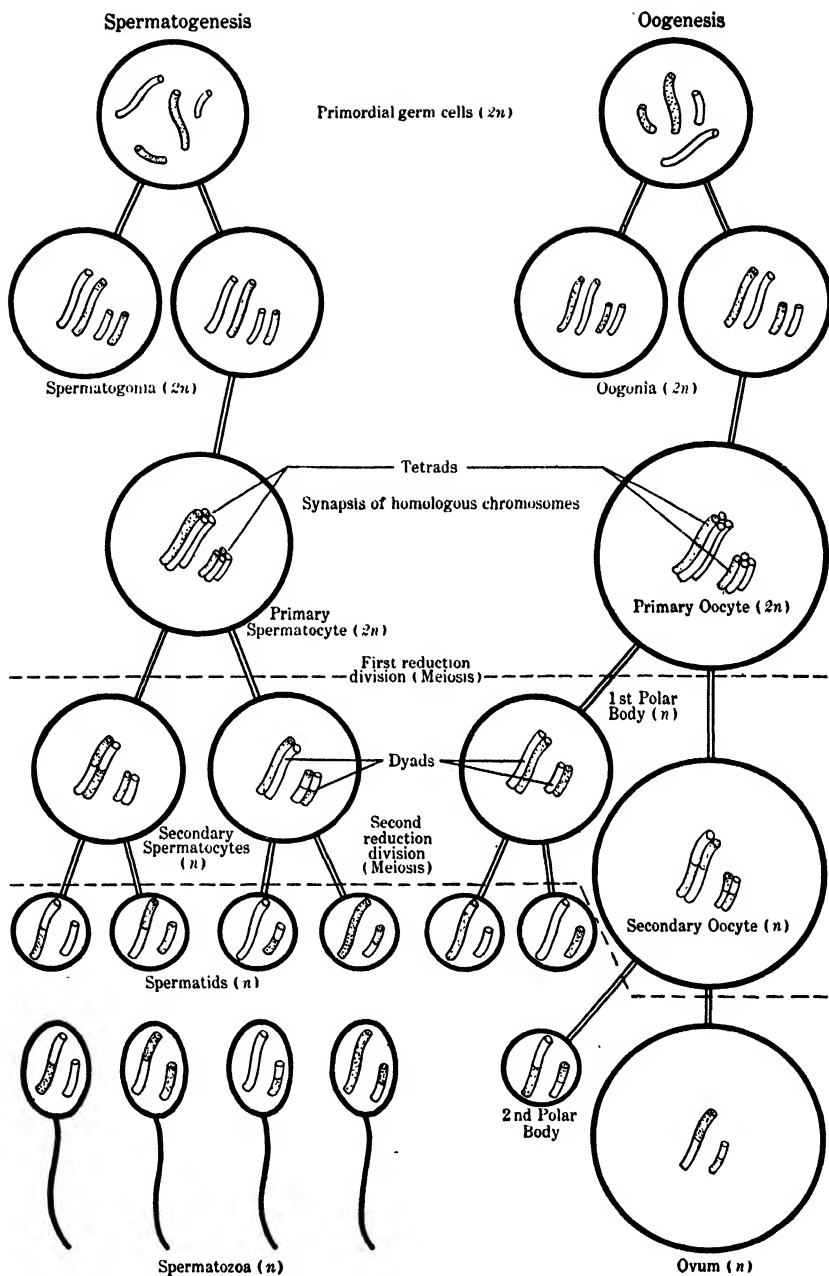 Spermatogenesis
Oogenesis
Primordial germ cells (2n)
Spermatogonia (2n)
Oogonia (2n)
Tetrads
Synapsis of homologous chromosomes
Primary
Spermatocyte (2n)
Primary Oocyte (2n)
First reduction
division (Meiosis)
1st Polar
Body (n)
Dyads
Secondary
Spermatocytes
(n)
Second
reduction
division
(Meiosis)
Secondary Oocyte (n)
Spermatids (n)
2nd Polar
Body
Spermatozoa (n)
Ovum (n)